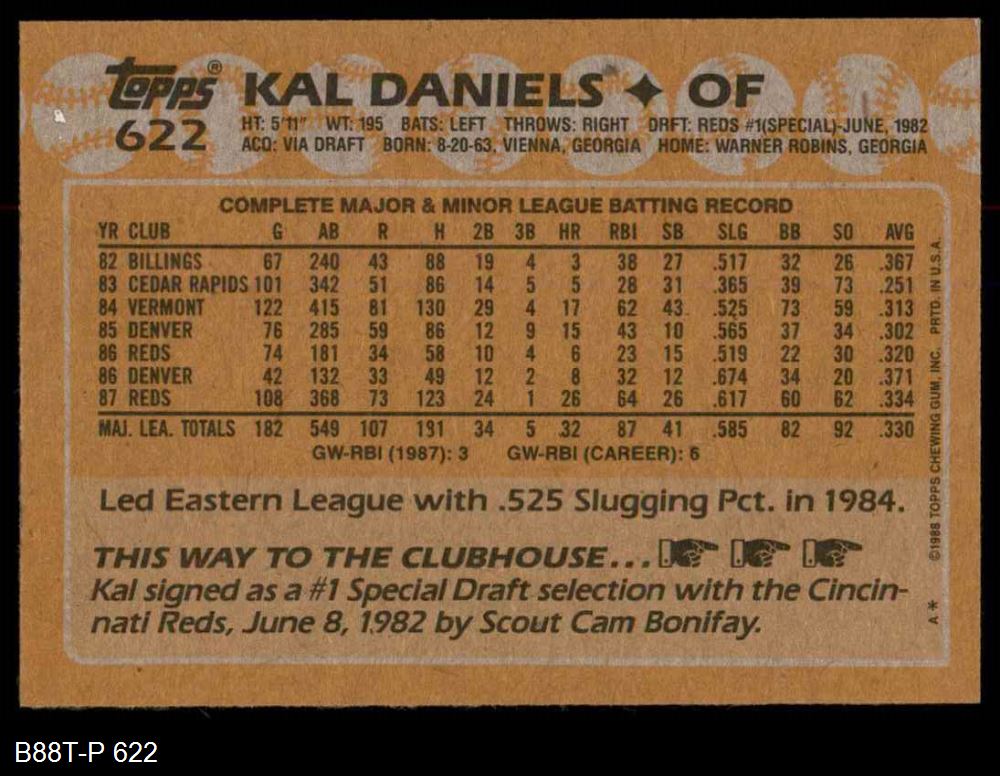 topps® KAL DANIELS ✦ OF
622 HT: 5'11" WT: 195 BATS: LEFT THROWS: RIGHT DRFT: REDS #1(SPECIAL)-JUNE, 1982
ACQ: VIA DRAFT BORN: 8-20-63, VIENNA, GEORGIA HOME: WARNER ROBINS, GEORGIA
COMPLETE MAJOR & MINOR LEAGUE BATTING RECORD
YR CLUB G AB R H 2B 3B HR RBI SB SLG BB SO AVG
82 BILLINGS 67 240 43 88 19 4 3 38 27 .517 32 26 .367
83 CEDAR RAPIDS 101 342 51 86 14 5 5 28 31 .365 39 73 .251
84 VERMONT 122 415 81 130 29 4 17 62 43 .525 73 59 .313
85 DENVER 76 285 59 86 12 9 15 43 10 .565 37 34 .302
86 REDS 74 181 34 58 10 4 6 23 15 .519 22 30 .320
86 DENVER 42 132 33 49 12 2 8 32 12 .674 34 20 .371
87 REDS 108 368 73 123 24 1 26 64 26 .617 60 62 .334
MAJ. LEA. TOTALS 182 549 107 181 34 5 32 87 41 .585 82 92 .330
GW-RBI (1987): 3 GW-RBI (CAREER): 6
Led Eastern League with .525 Slugging Pct. in 1984.
THIS WAY TO THE CLUBHOUSE...
Kal signed as a #1 Special Draft selection with the Cincin-
nati Reds, June 8, 1982 by Scout Cam Bonifay.
A* ©1988 TOPPS CHEWING GUM, INC. PRTD. IN U.S.A.
B88T-P 622